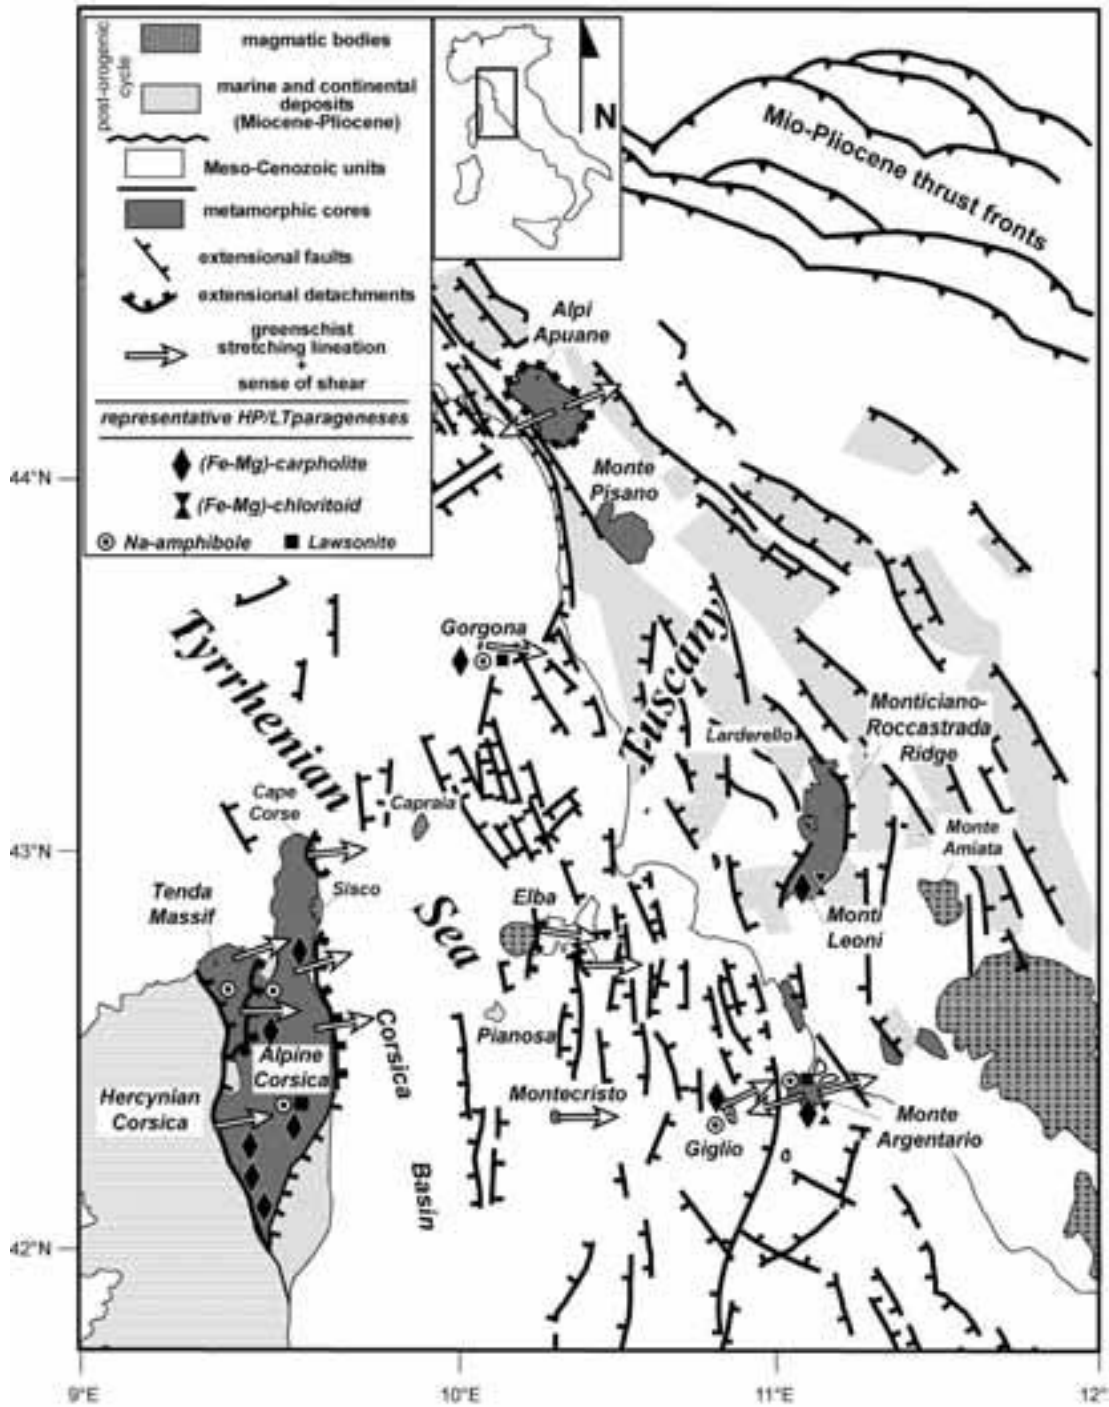 post-orogenic
cycle
magmatic bodies
marine and continental
deposits
(Miocene-Pliocene)
Meso-Cenozoic units
metamorphic cores
extensional faults
extensional detachments
greenschist
stretching lineation
+
sense of shear
representative HP/LTparageneses
(Fe-Mg)-carpholite
(Fe-Mg)-chloritoid
Na-amphibole
Lawsonite
N
Mio-Pliocene thrust fronts
Alpi
Apuane
44°N
Monte
Pisano
Tyrrhenian
Sea
Gorgona
Tuscany
Larderello
Monticiano-
Roccastrada
Ridge
Cape
Corse
Capraia
43°N
Monte
Amiata
Tenda
Massif
Sisco
Elba
Monti
Leoni
Pianosa
Corsica
Basin
Alpine
Corsica
Hercynian
Corsica
Montecristo
Giglio
Monte
Argentario
42°N
9°E
10°E
11°E
12°